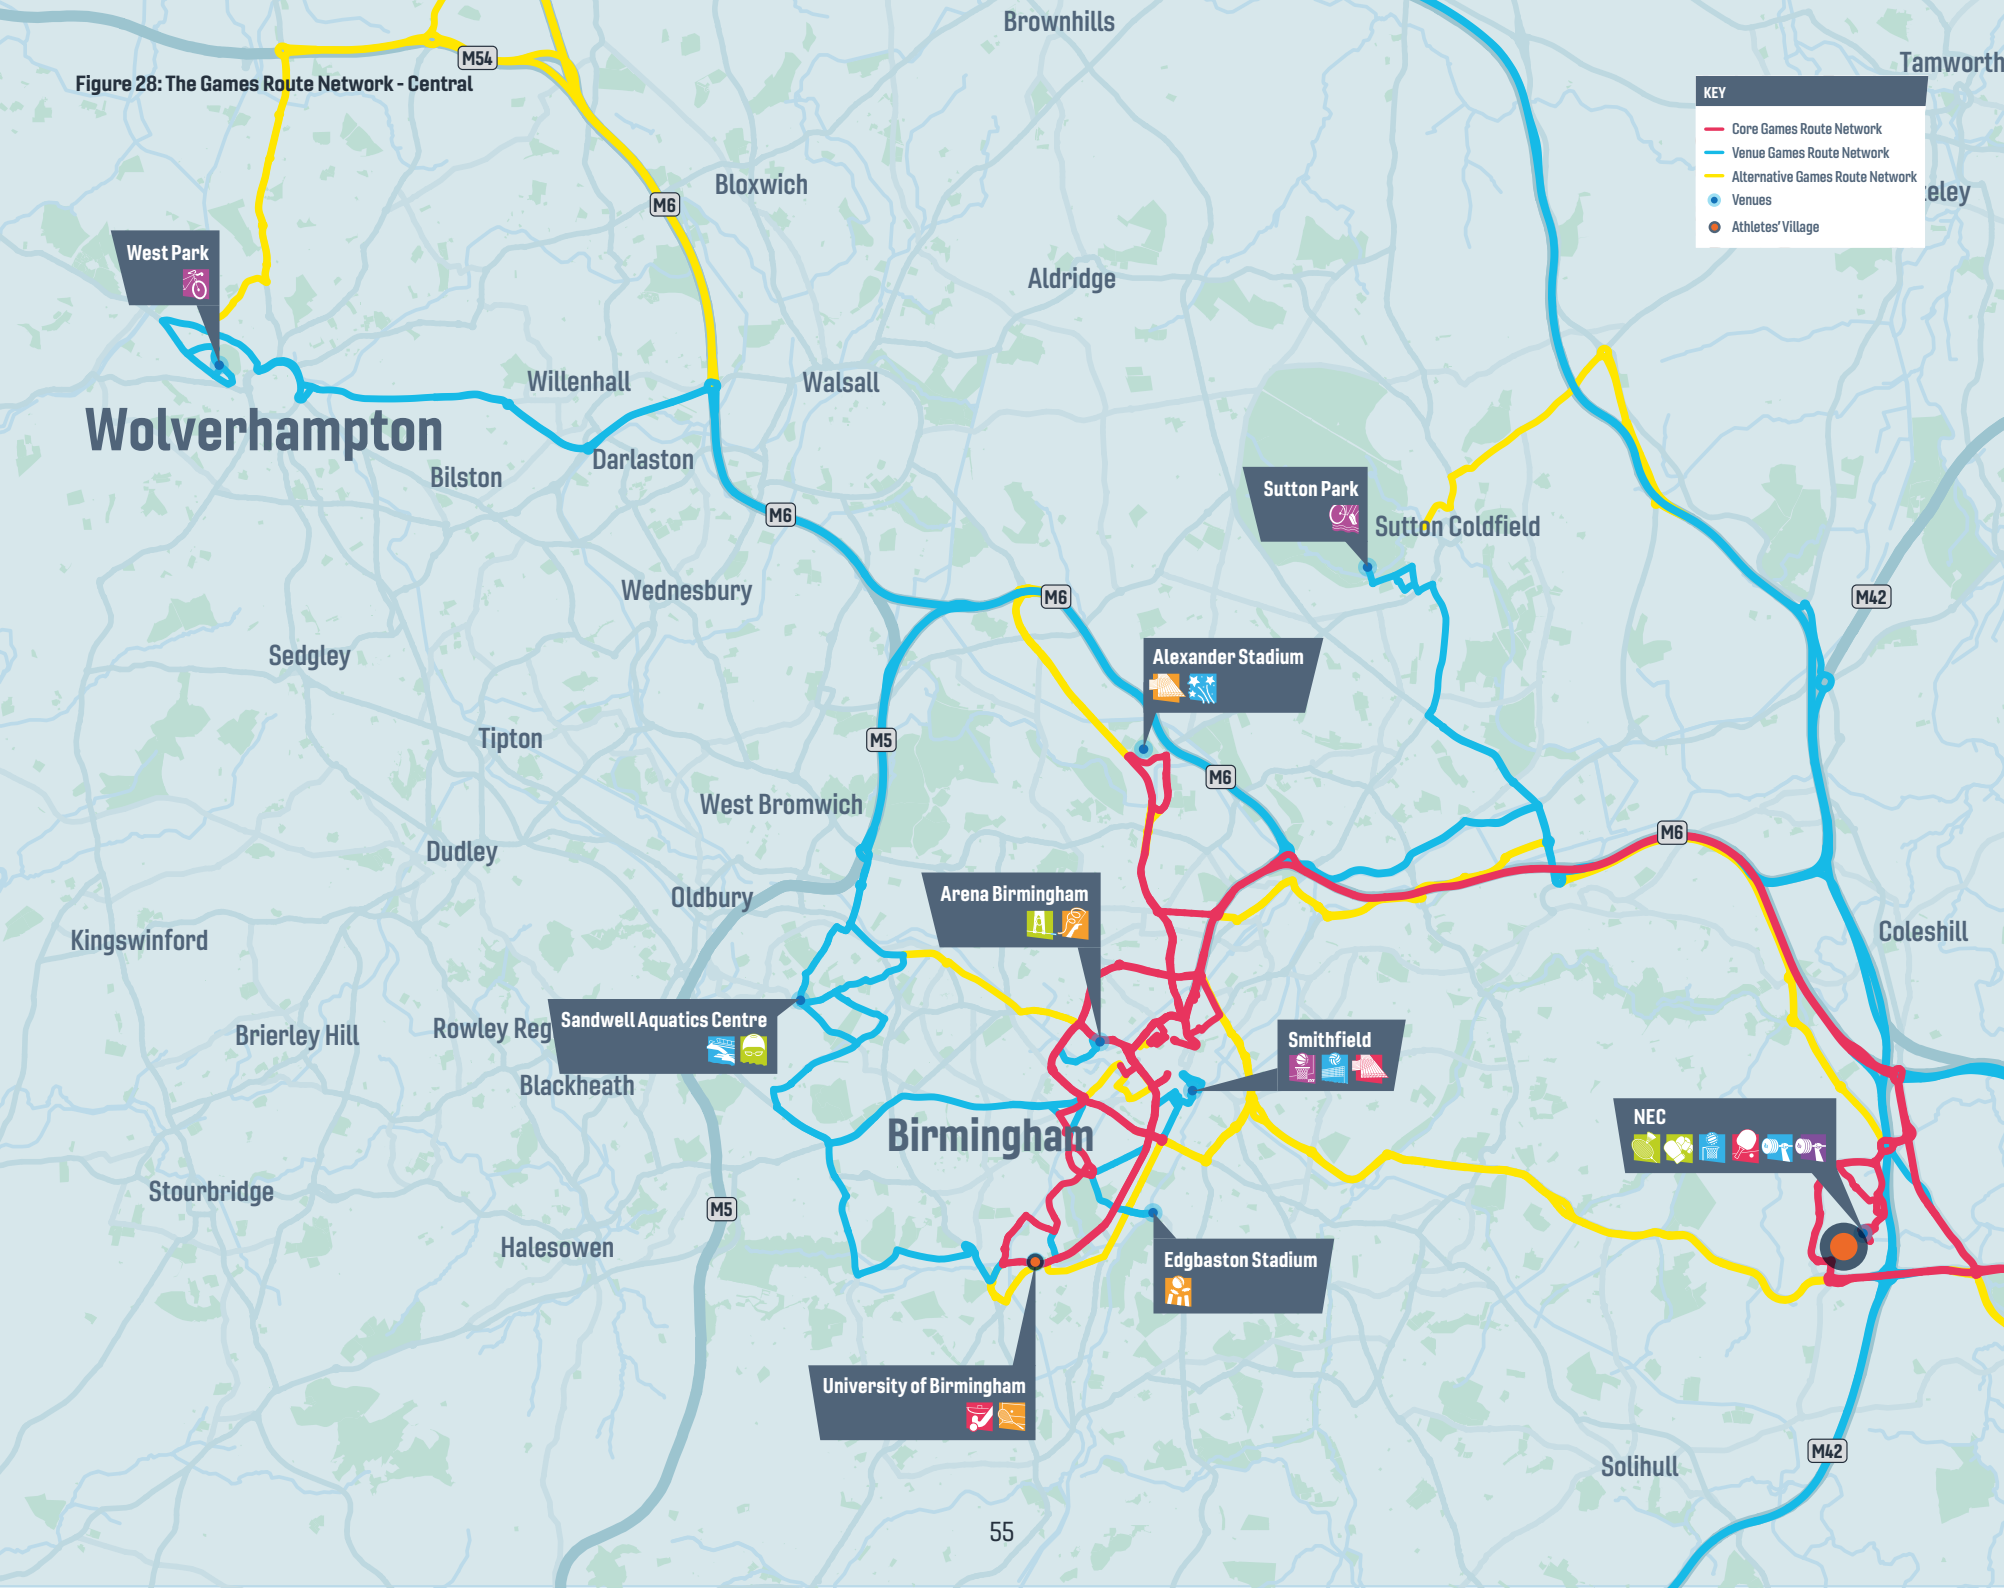 Brownhills
Tamworth
M54
Figure 28: The Games Route Network - Central
KEY
Core Games Route Network
Venue Games Route Network
Alternative Games Route Network
Venues
Athletes' Village
eley
Bloxwich
M6
West Park
Aldridge
Willenhall
Walsall
Wolverhampton
Darlaston
Bilston
Sutton Park
M6
Sutton Coldfield
Wednesbury
M6
M42
Sedgley
Alexander Stadium
Tipton
M5
M6
West Bromwich
M6
Dudley
Oldbury
Arena Birmingham
Kingswinford
Coleshill
Sandwell Aquatics Centre
Rowley Reg
Brierley Hill
Smithfield
Blackheath
Birmingham
NEC
Stourbridge
M5
Halesowen
Edgbaston Stadium
University of Birmingham
M42
Solihull
55